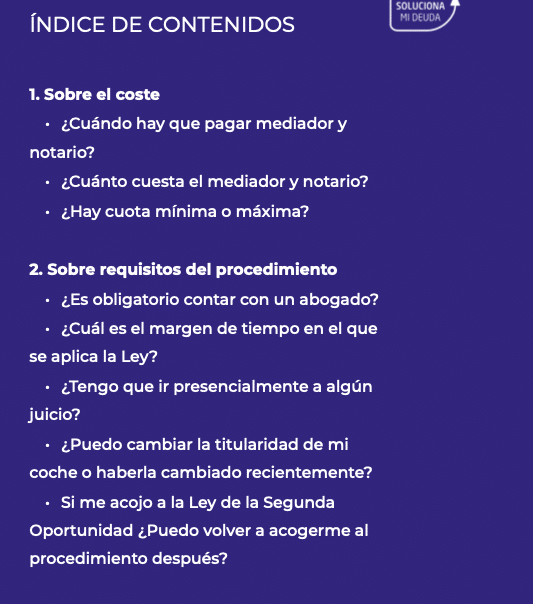 SOLUCIONA
MI DEUDA
ÍNDICE DE CONTENIDOS
1. Sobre el coste
• ¿Cuándo hay que pagar mediador y
notario?
• ¿Cuánto cuesta el mediador y notario?
• ¿Hay cuota mínima o máxima?
2. Sobre requisitos del procedimiento
• ¿Es obligatorio contar con un abogado?
• ¿Cuál es el margen de tiempo en el que
se aplica la Ley?
• ¿Tengo que ir presencialmente a algún
juicio?
• ¿Puedo cambiar la titularidad de mi
coche o haberla cambiado recientemente?
• Si me acojo a la Ley de la Segunda
Oportunidad ¿Puedo volver a acogerme al
procedimiento después?